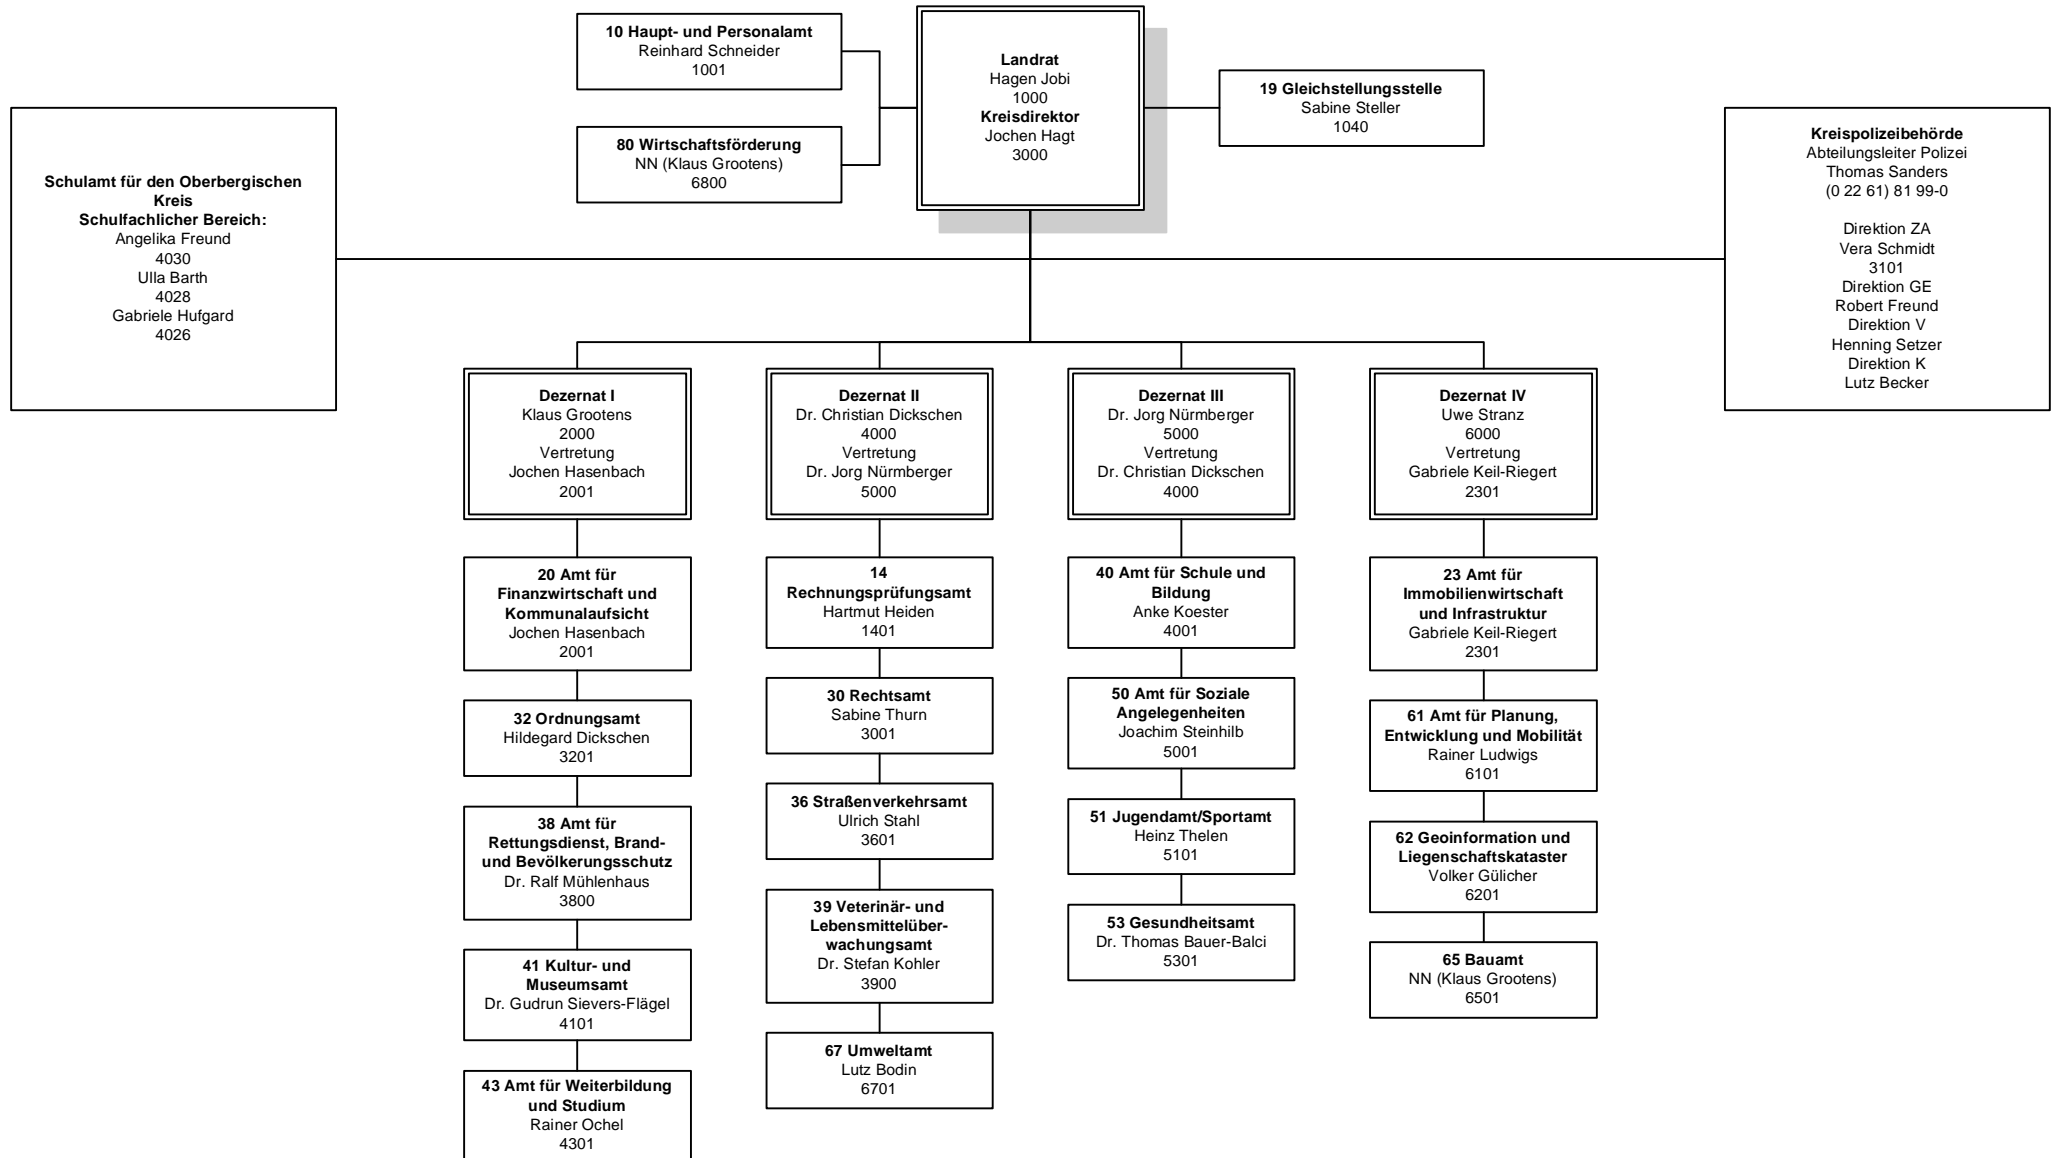 10 Haupt- und Personalamt
Reinhard Schneider
1001
80 Wirtschaftsförderung
NN (Klaus Grootens)
6800
Landrat
Hagen Jobi
1000
Kreisdirektor
Jochen Hagt
3000
19 Gleichstellungsstelle
Sabine Steller
1040
Schulamt für den Oberbergischen
Kreis
Schulfachlicher Bereich:
Angelika Freund
4030
Ulla Barth
4028
Gabriele Hufgard
4026
Kreispolizeibehörde
Abteilungsleiter Polizei
Thomas Sanders
(0 22 61) 81 99-0
Direktion ZA
Vera Schmidt
3101
Direktion GE
Robert Freund
Direktion V
Henning Setzer
Direktion K
Lutz Becker
Dezernat I
Klaus Grootens
2000
Vertretung
Jochen Hasenbach
2001
20 Amt für
Finanzwirtschaft und
Kommunalaufsicht
Jochen Hasenbach
2001
32 Ordnungsamt
Hildegard Dickschen
3201
38 Amt für
Rettungsdienst, Brand-
und Bevölkerungsschutz
Dr. Ralf Mühlenhaus
3800
41 Kultur- und
Museumsamt
Dr. Gudrun Sievers-Flägel
4101
43 Amt für Weiterbildung
und Studium
Rainer Ochel
4301
Dezernat II
Dr. Christian Dickschen
4000
Vertretung
Dr. Jorg Nürmberger
5000
14
Rechnungsprüfungsamt
Hartmut Heiden
1401
30 Rechtsamt
Sabine Thurn
3001
36 Straßenverkehrsamt
Ulrich Stahl
3601
39 Veterinär- und
Lebensmittelüber-
wachungsamt
Dr. Stefan Kohler
3900
67 Umweltamt
Lutz Bodin
6701
Dezernat III
Dr. Jorg Nürmberger
5000
Vertretung
Dr. Christian Dickschen
4000
40 Amt für Schule und
Bildung
Anke Koester
4001
50 Amt für Soziale
Angelegenheiten
Joachim Steinhilb
5001
51 Jugendamt/Sportamt
Heinz Thelen
5101
53 Gesundheitsamt
Dr. Thomas Bauer-Balci
5301
Dezernat IV
Uwe Stranz
6000
Vertretung
Gabriele Keil-Riegert
2301
23 Amt für
Immobilienwirtschaft
und Infrastruktur
Gabriele Keil-Riegert
2301
61 Amt für Planung,
Entwicklung und Mobilität
Rainer Ludwigs
6101
62 Geoinformation und
Liegenschaftskataster
Volker Gülicher
6201
65 Bauamt
NN (Klaus Grootens)
6501